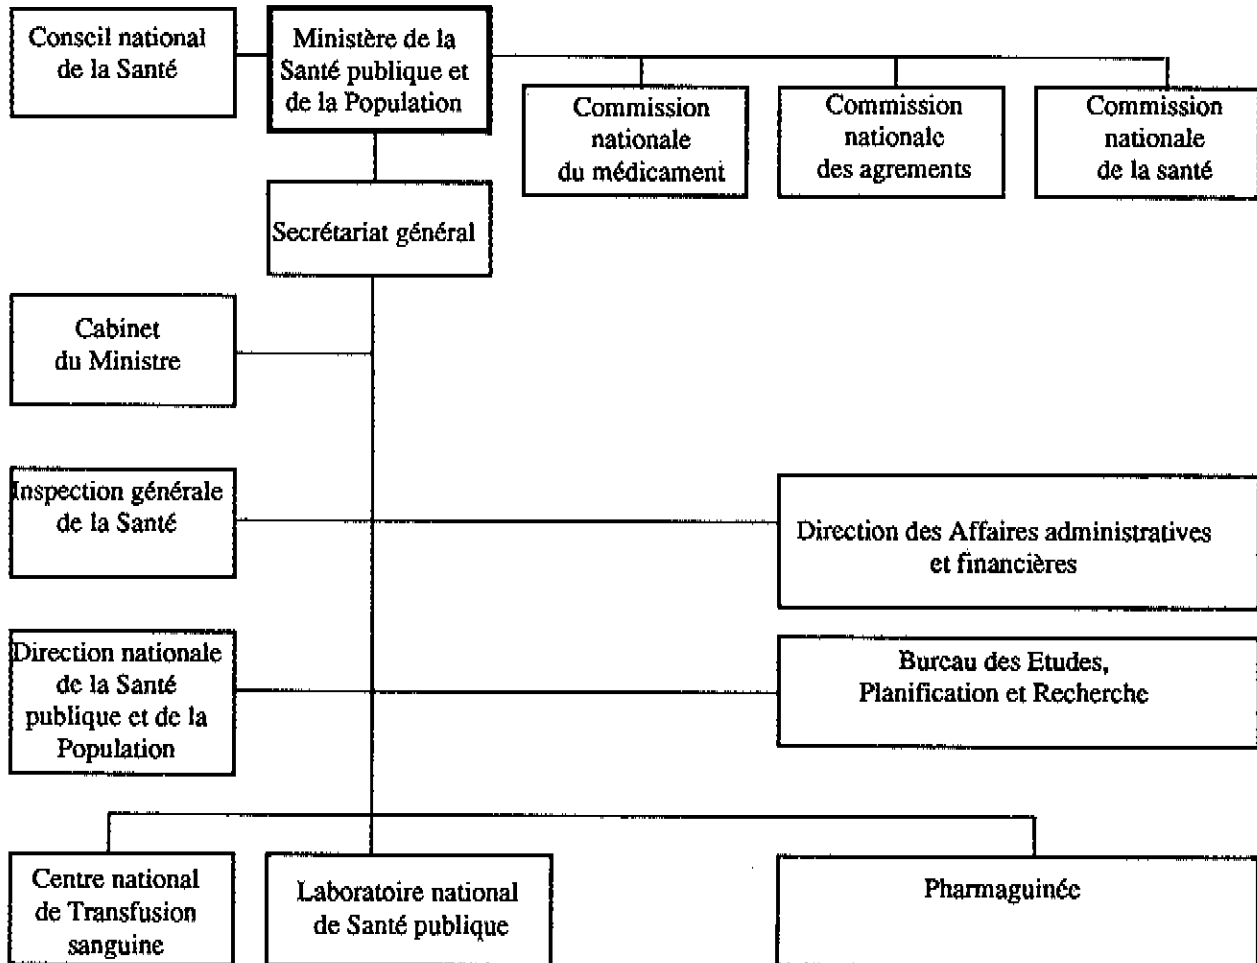 Conseil national
de la Santé
Ministère de la
Santé publique et
de la Population
Commission
nationale
du médicament
Commission
nationale
des agrements
Commission
nationale
de la santé
Secrétariat général
Cabinet
du Ministre
Inspection générale
de la Santé
Direction des Affaires administratives
et financières
Direction nationale
de la Santé
publique et de la
Population
Bureau des Etudes,
Planification et Recherche
Centre national
de Transfusion
sanguine
Laboratoire national
de Santé publique
Pharmaguinée